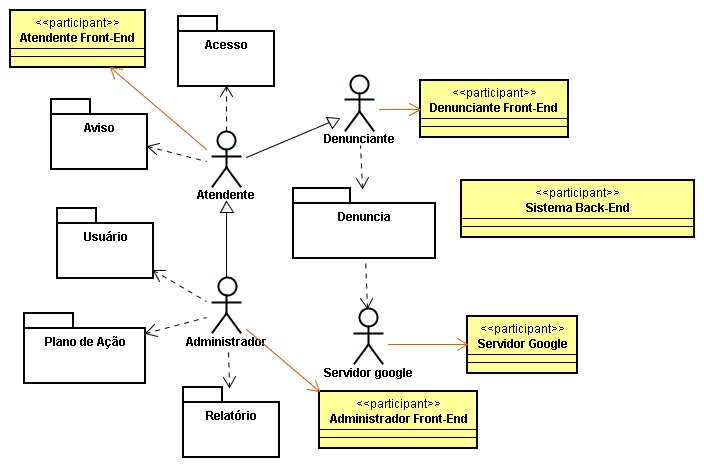 <<participant>>
Atendente Front-End
Acesso
<<participant>>
Denunciante Front-End
Aviso
Denunciante
Atendente
<<participant>>
Sistema Back-End
Denuncia
Usuário
Plano de Ação
Administrador
Servidor google
<<participant>>
Servidor Google
Relatório
<<participant>>
Administrador Front-End